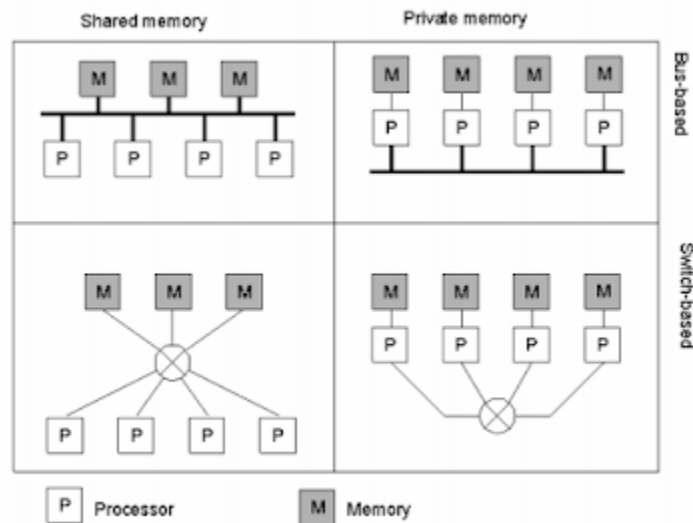 Shared memory
Private memory
M M M
P P P P
M M M M
P P P P
Bus-based
M M M
P P P P
M M M M
P P P P
Switch-based
P Processor
M Memory